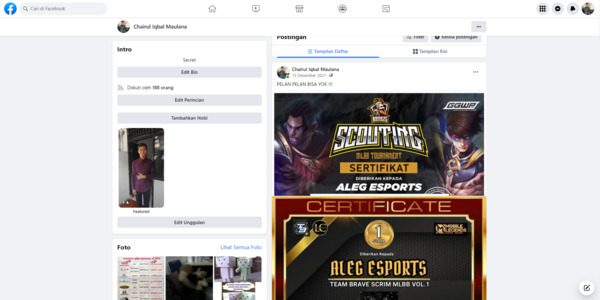 Cari di Facebook
Chairul Iqbal Maulana
Intro
Secret
Edit Bio
Diikuti oleh 188 orang
Edit Perincian
Tambahkan Hobi
Featured
Edit Unggulan
Foto
Lihat Semua Foto
Postingan
Filter
Kelola postingan
Tampilan Daftar
Tampilan Kisi
Chairul Iqbal Maulana
15 Desember 2021
PELAN PELAN BISA YOK !!!
GGWP
SCOUTING
MLBB TOURNAMENT
SERTIFIKAT
DIBERIKAN KEPADA
ALEG ESPORTS
CERTIFICATE
1
MOBILE LEGENDS
Diberikan Kepada
ALEG ESPORTS
TEAM BRAVE SCRIM MLBB VOL.1